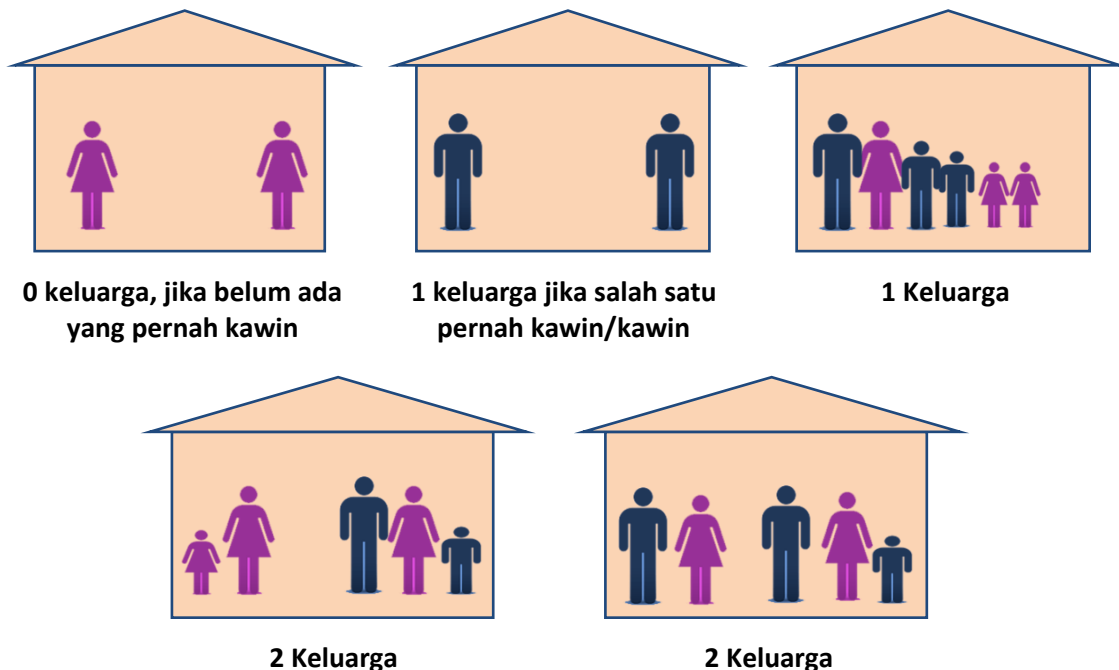 0 keluarga, jika belum ada
yang pernah kawin
1 keluarga jika salah satu
pernah kawin/kawin
1 Keluarga
2 Keluarga
2 Keluarga